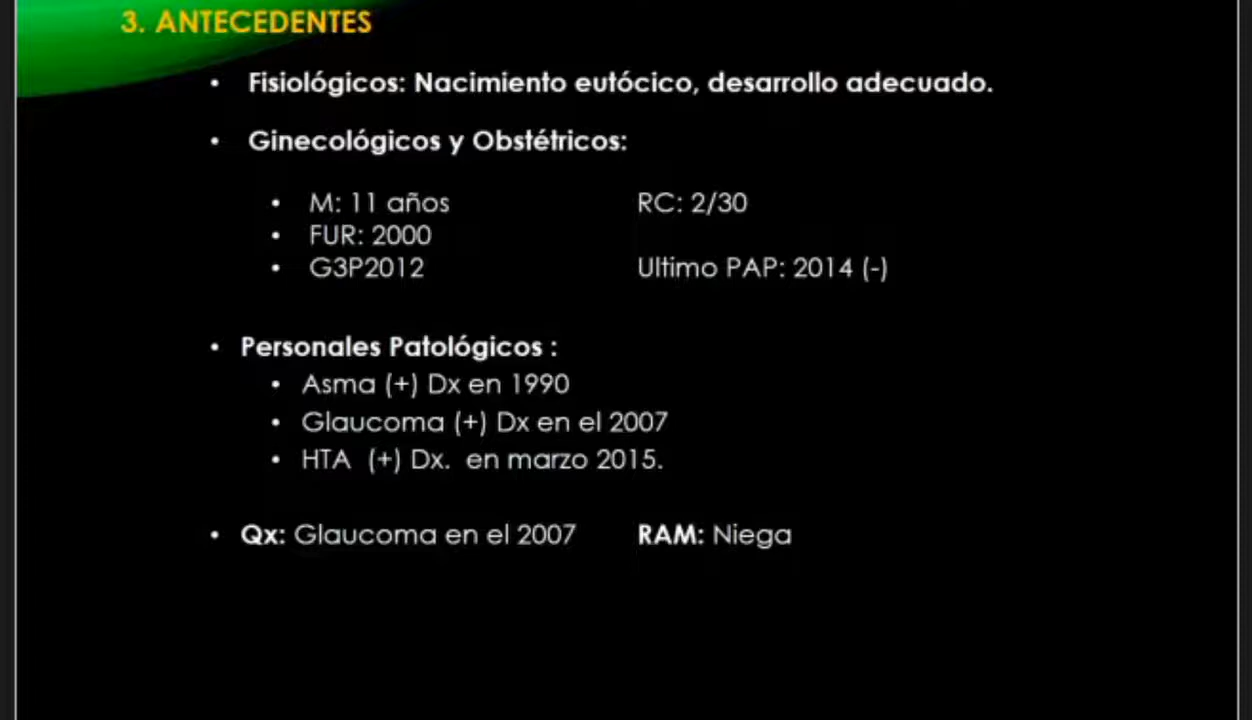 3. ANTECEDENTES
• Fisiológicos: Nacimiento eutócico, desarrollo adecuado.
• Ginecológicos y Obstétricos:
• M: 11 años RC: 2/30
• FUR: 2000
• G3P2012 Ultimo PAP: 2014 (-)
• Personales Patológicos :
• Asma (+) Dx en 1990
• Glaucoma (+) Dx en el 2007
• HTA (+) Dx. en marzo 2015.
• Qx: Glaucoma en el 2007 RAM: Niega